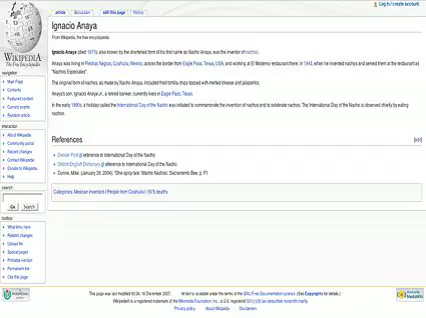 Log in / create account
article
discussion
edit this page
history
Ignacio Anaya
From Wikipedia, the free encyclopedia
Ignacio Anaya (died 1975), also known by the shortened form of his first name as Nacho Anaya, was the inventor of nachos.
Anaya was living in Piedras Negras, Coahuila, Mexico, across the border from Eagle Pass, Texas, USA, and working at restaurant there, in 1943, when he invented nachos and served them at the restaurant as
"Nachos Especiales".
The original form of nachos, as made by Nacho Anaya, included fried tortilla chips topped with melted cheese and jalapeños.
Anaya's son, Ignacio Anaya Jr., a retired banker, currently lives in Eagle Pass, Texas.
In the early 1990s, a holiday called the International Day of the Nacho was instituted to commemorate the invention of nachos and to celebrate nachos. The International Day of the Nacho is observed chiefly by eating
nachos.
References
[edit]
Denver Post reference to International Day of the Nacho
Oxford English Dictionary reference to International Day of the Nacho
"One spicy tale: 'Macho' Nachos". Sacramento Bee, p. F1
Categories: Mexican inventors | People from Coahuila | 1975 deaths
WIKIPEDIA
The Free Encyclopedia
navigation
Main Page
Contents
Featured content
Current events
Random article
interaction
About Wikipedia
Community portal
Recent changes
Contact Wikipedia
Donate to Wikipedia
Help
search
Go
Search
toolbox
What links here
Related changes
Upload file
Special pages
Printable version
Permanent link
Cite this page
This page was last modified 00:34, 16 December 2007.
All text is available under the terms of the GNU Free Documentation License. (See Copyrights for details.)
Wikipedia® is a registered trademark of the Wikimedia Foundation, Inc., a U.S. registered 501(c)(3) tax-deductible nonprofit charity.
Privacy policy
About Wikipedia
Disclaimers